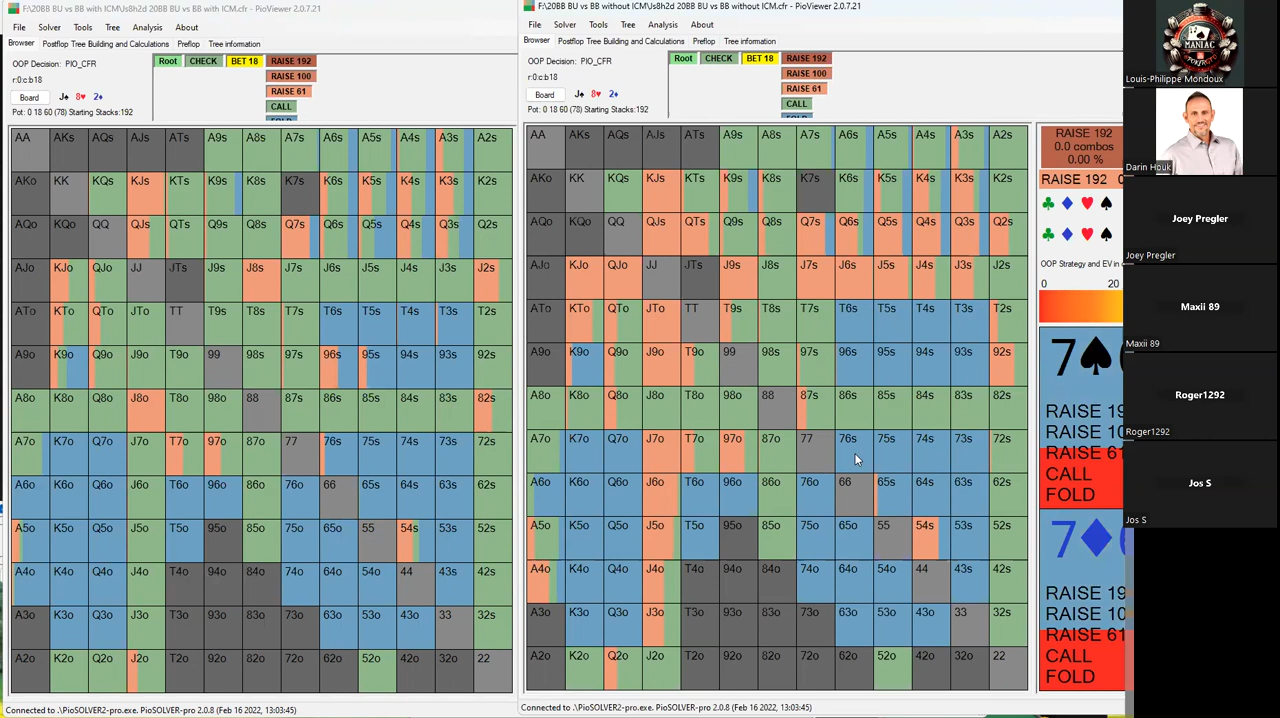 F:\20BB BU vs BB with ICM\Us8h2d 20BB BU vs BB with ICM.cfr - PioViewer 2.0.7.21
File Solver Tools Tree Analysis About
Browser Postflop Tree Building and Calculations Preflop Tree information
OOP Decision: PIO_CFR
r:0:c:b18
Board J♠ 8♥ 2♦
Pot: 0 18 60 (78) Starting Stacks:192
Root CHECK BET 18 RAISE 192
RAISE 100
RAISE 61
CALL
AA AKs AQs AJs ATs A9s A8s A7s A6s A5s A4s A3s A2s
AKo KK KQs KJs KTs K9s K8s K7s K6s K5s K4s K3s K2s
AQo KQo QQ QJs QTs Q9s Q8s Q7s Q6s Q5s Q4s Q3s Q2s
AJo KJo QJo JJ JTs J9s J8s J7s J6s J5s J4s J3s J2s
ATo KTo QTo JTo TT T9s T8s T7s T6s T5s T4s T3s T2s
A9o K9o Q9o J9o T9o 99 98s 97s 96s 95s 94s 93s 92s
A8o K8o Q8o J8o T8o 98o 88 87s 86s 85s 84s 83s 82s
A7o K7o Q7o J7o T7o 97o 87o 77 76s 75s 74s 73s 72s
A6o K6o Q6o J6o T6o 96o 86o 76o 66 65s 64s 63s 62s
A5o K5o Q5o J5o T5o 95o 85o 75o 65o 55 54s 53s 52s
A4o K4o Q4o J4o T4o 94o 84o 74o 64o 54o 44 43s 42s
A3o K3o Q3o J3o T3o 93o 83o 73o 63o 53o 43o 33 32s
A2o K2o Q2o J2o T2o 92o 82o 72o 62o 52o 42o 32o 22
Connected to .\PioSOLVER2-pro.exe. PioSOLVER-pro 2.0.8 (Feb 16 2022, 13:03:45)
F:\20BB BU vs BB without ICM\Us8h2d 20BB BU vs BB without ICM.cfr - PioViewer 2.0.7.21
File Solver Tools Tree Analysis About
Browser Postflop Tree Building and Calculations Preflop Tree information
OOP Decision: PIO_CFR
r:0:c:b18
Board J♠ 8♥ 2♦
Pot: 0 18 60 (78) Starting Stacks:192
Root CHECK BET 18 RAISE 192
RAISE 100
RAISE 61
CALL
AA AKs AQs AJs ATs A9s A8s A7s A6s A5s A4s A3s A2s
AKo KK KQs KJs KTs K9s K8s K7s K6s K5s K4s K3s K2s
AQo KQo QQ QJs QTs Q9s Q8s Q7s Q6s Q5s Q4s Q3s Q2s
AJo KJo QJo JJ JTs J9s J8s J7s J6s J5s J4s J3s J2s
ATo KTo QTo JTo TT T9s T8s T7s T6s T5s T4s T3s T2s
A9o K9o Q9o J9o T9o 99 98s 97s 96s 95s 94s 93s 92s
A8o K8o Q8o J8o T8o 98o 88 87s 86s 85s 84s 83s 82s
A7o K7o Q7o J7o T7o 97o 87o 77 76s 75s 74s 73s 72s
A6o K6o Q6o J6o T6o 96o 86o 76o 66 65s 64s 63s 62s
A5o K5o Q5o J5o T5o 95o 85o 75o 65o 55 54s 53s 52s
A4o K4o Q4o J4o T4o 94o 84o 74o 64o 54o 44 43s 42s
A3o K3o Q3o J3o T3o 93o 83o 73o 63o 53o 43o 33 32s
A2o K2o Q2o J2o T2o 92o 82o 72o 62o 52o 42o 32o 22
Connected to .\PioSOLVER2-pro.exe. PioSOLVER-pro 2.0.8 (Feb 16 2022, 13:03:45)
RAISE 192
0.0 combos
0.00 %
RAISE 192 0
♣ ♦ ♥ ♠
♣ ♦ ♥ ♠
OOP Strategy and EV in
0 20
7♠
RAISE 19
RAISE 10
RAISE 61
CALL
FOLD
7♦
RAISE 19
RAISE 10
RAISE 61
CALL
FOLD
MANIAC
Louis-Philippe Mondoux
Darin Houk
Joey Pregler
Joey Pregler
Maxii 89
Maxii 89
Roger1292
Roger1292
Jos S
Jos S